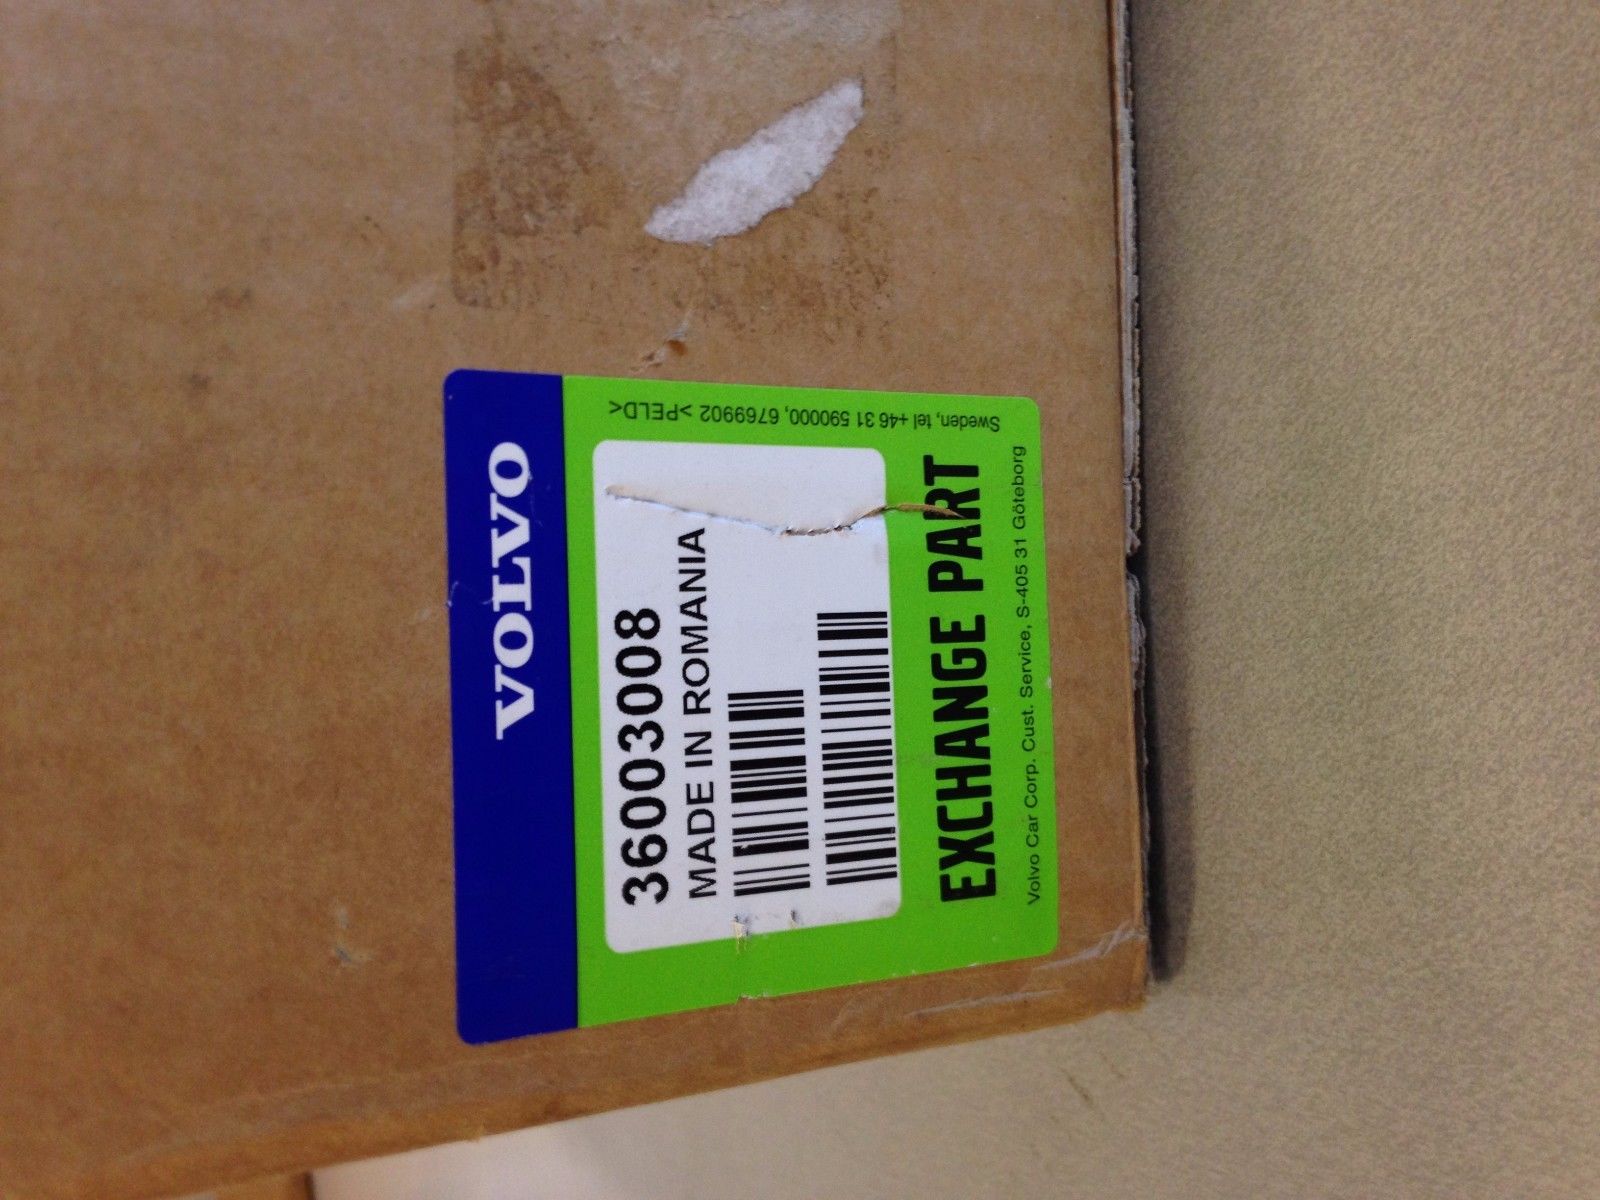 VOLVO
36003008
MADE IN ROMANIA
EXCHANGE PART
Volvo Car Corp. Cust. Service, S-405 31 Göteborg
Sweden, tel +46 31 590000, 6769902 >PELD<